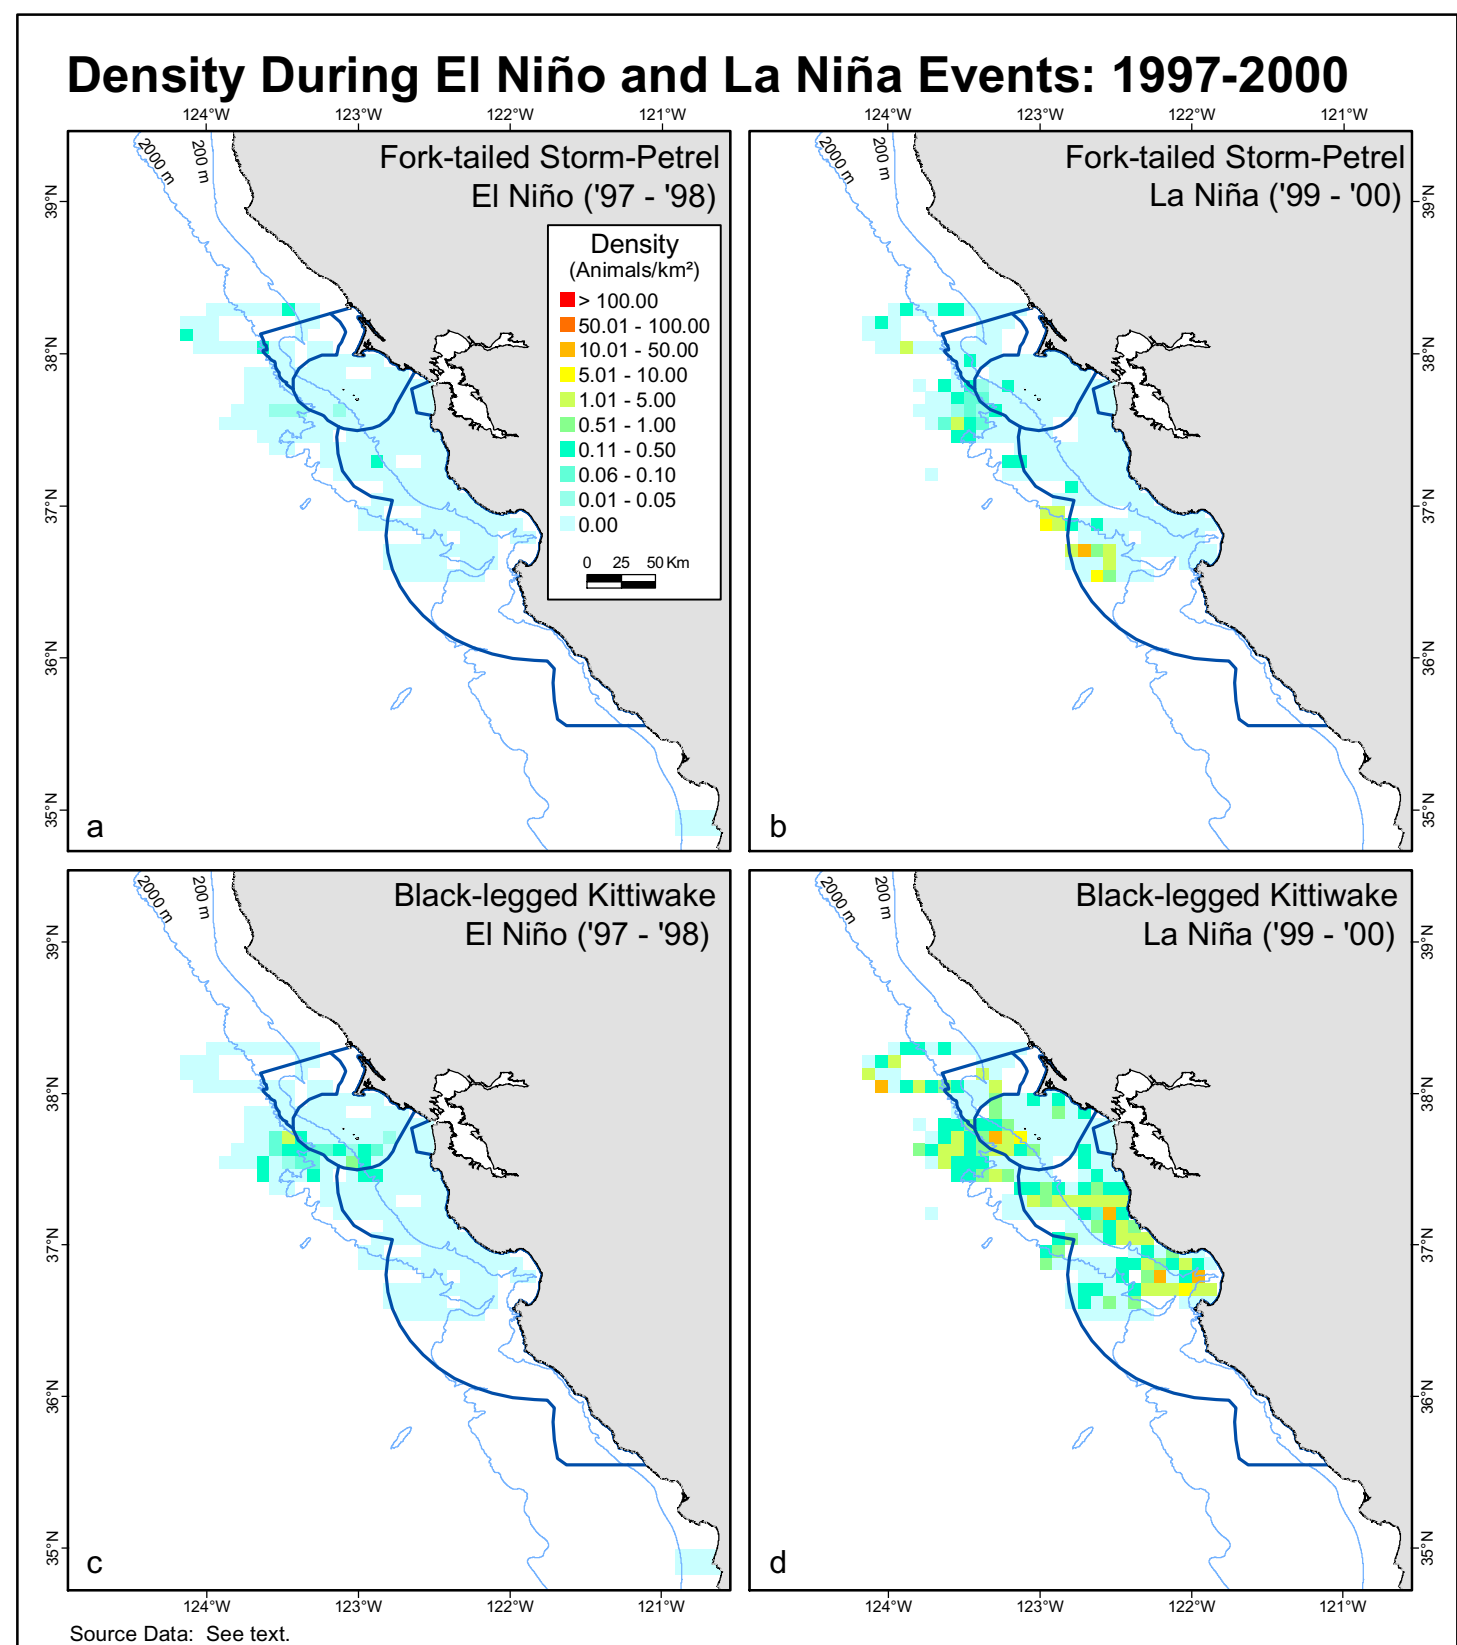 Density During El Niño and La Niña Events: 1997-2000
124°W 123°W 122°W 121°W
124°W 123°W 122°W 121°W
39°N
38°N
37°N
36°N
35°N
2000 m
200 m
Fork-tailed Storm-Petrel
El Niño ('97 - '98)
Density
(Animals/km²)
> 100.00
50.01 - 100.00
10.01 - 50.00
5.01 - 10.00
1.01 - 5.00
0.51 - 1.00
0.11 - 0.50
0.06 - 0.10
0.01 - 0.05
0.00
0 25 50 Km
a
2000 m
200 m
Fork-tailed Storm-Petrel
La Niña ('99 - '00)
b
39°N
38°N
37°N
36°N
35°N
39°N
38°N
37°N
36°N
35°N
2000 m
200 m
Black-legged Kittiwake
El Niño ('97 - '98)
c
2000 m
200 m
Black-legged Kittiwake
La Niña ('99 - '00)
d
39°N
38°N
37°N
36°N
35°N
124°W 123°W 122°W 121°W
124°W 123°W 122°W 121°W
Source Data: See text.